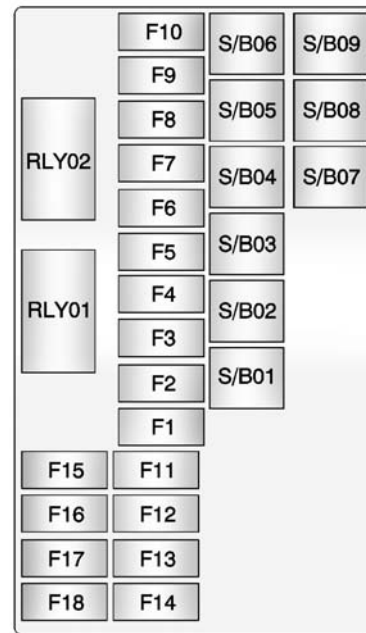 F10 S/B06 S/B09
F9
F8 S/B05 S/B08
RLY02 F7 S/B04 S/B07
F6
F5 S/B03
RLY01 F4 S/B02
F3
F2 S/B01
F1
F15 F11
F16 F12
F17 F13
F18 F14